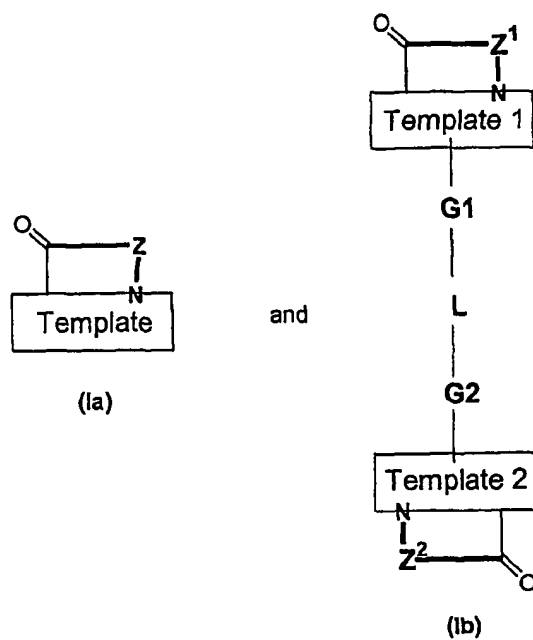 O Z
N
Template
(Ia)
and
O Z¹
N
Template 1
G1
L
G2
Template 2
N
Z² O
(Ib)